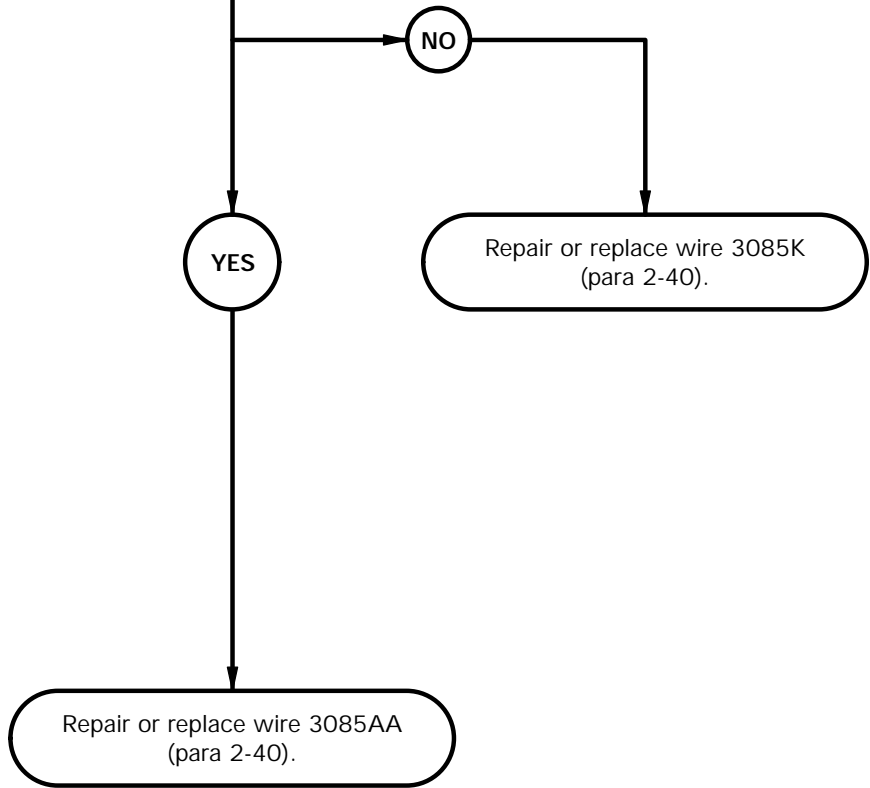 NO
YES
Repair or replace wire 3085K
(para 2-40).
Repair or replace wire 3085AA
(para 2-40).